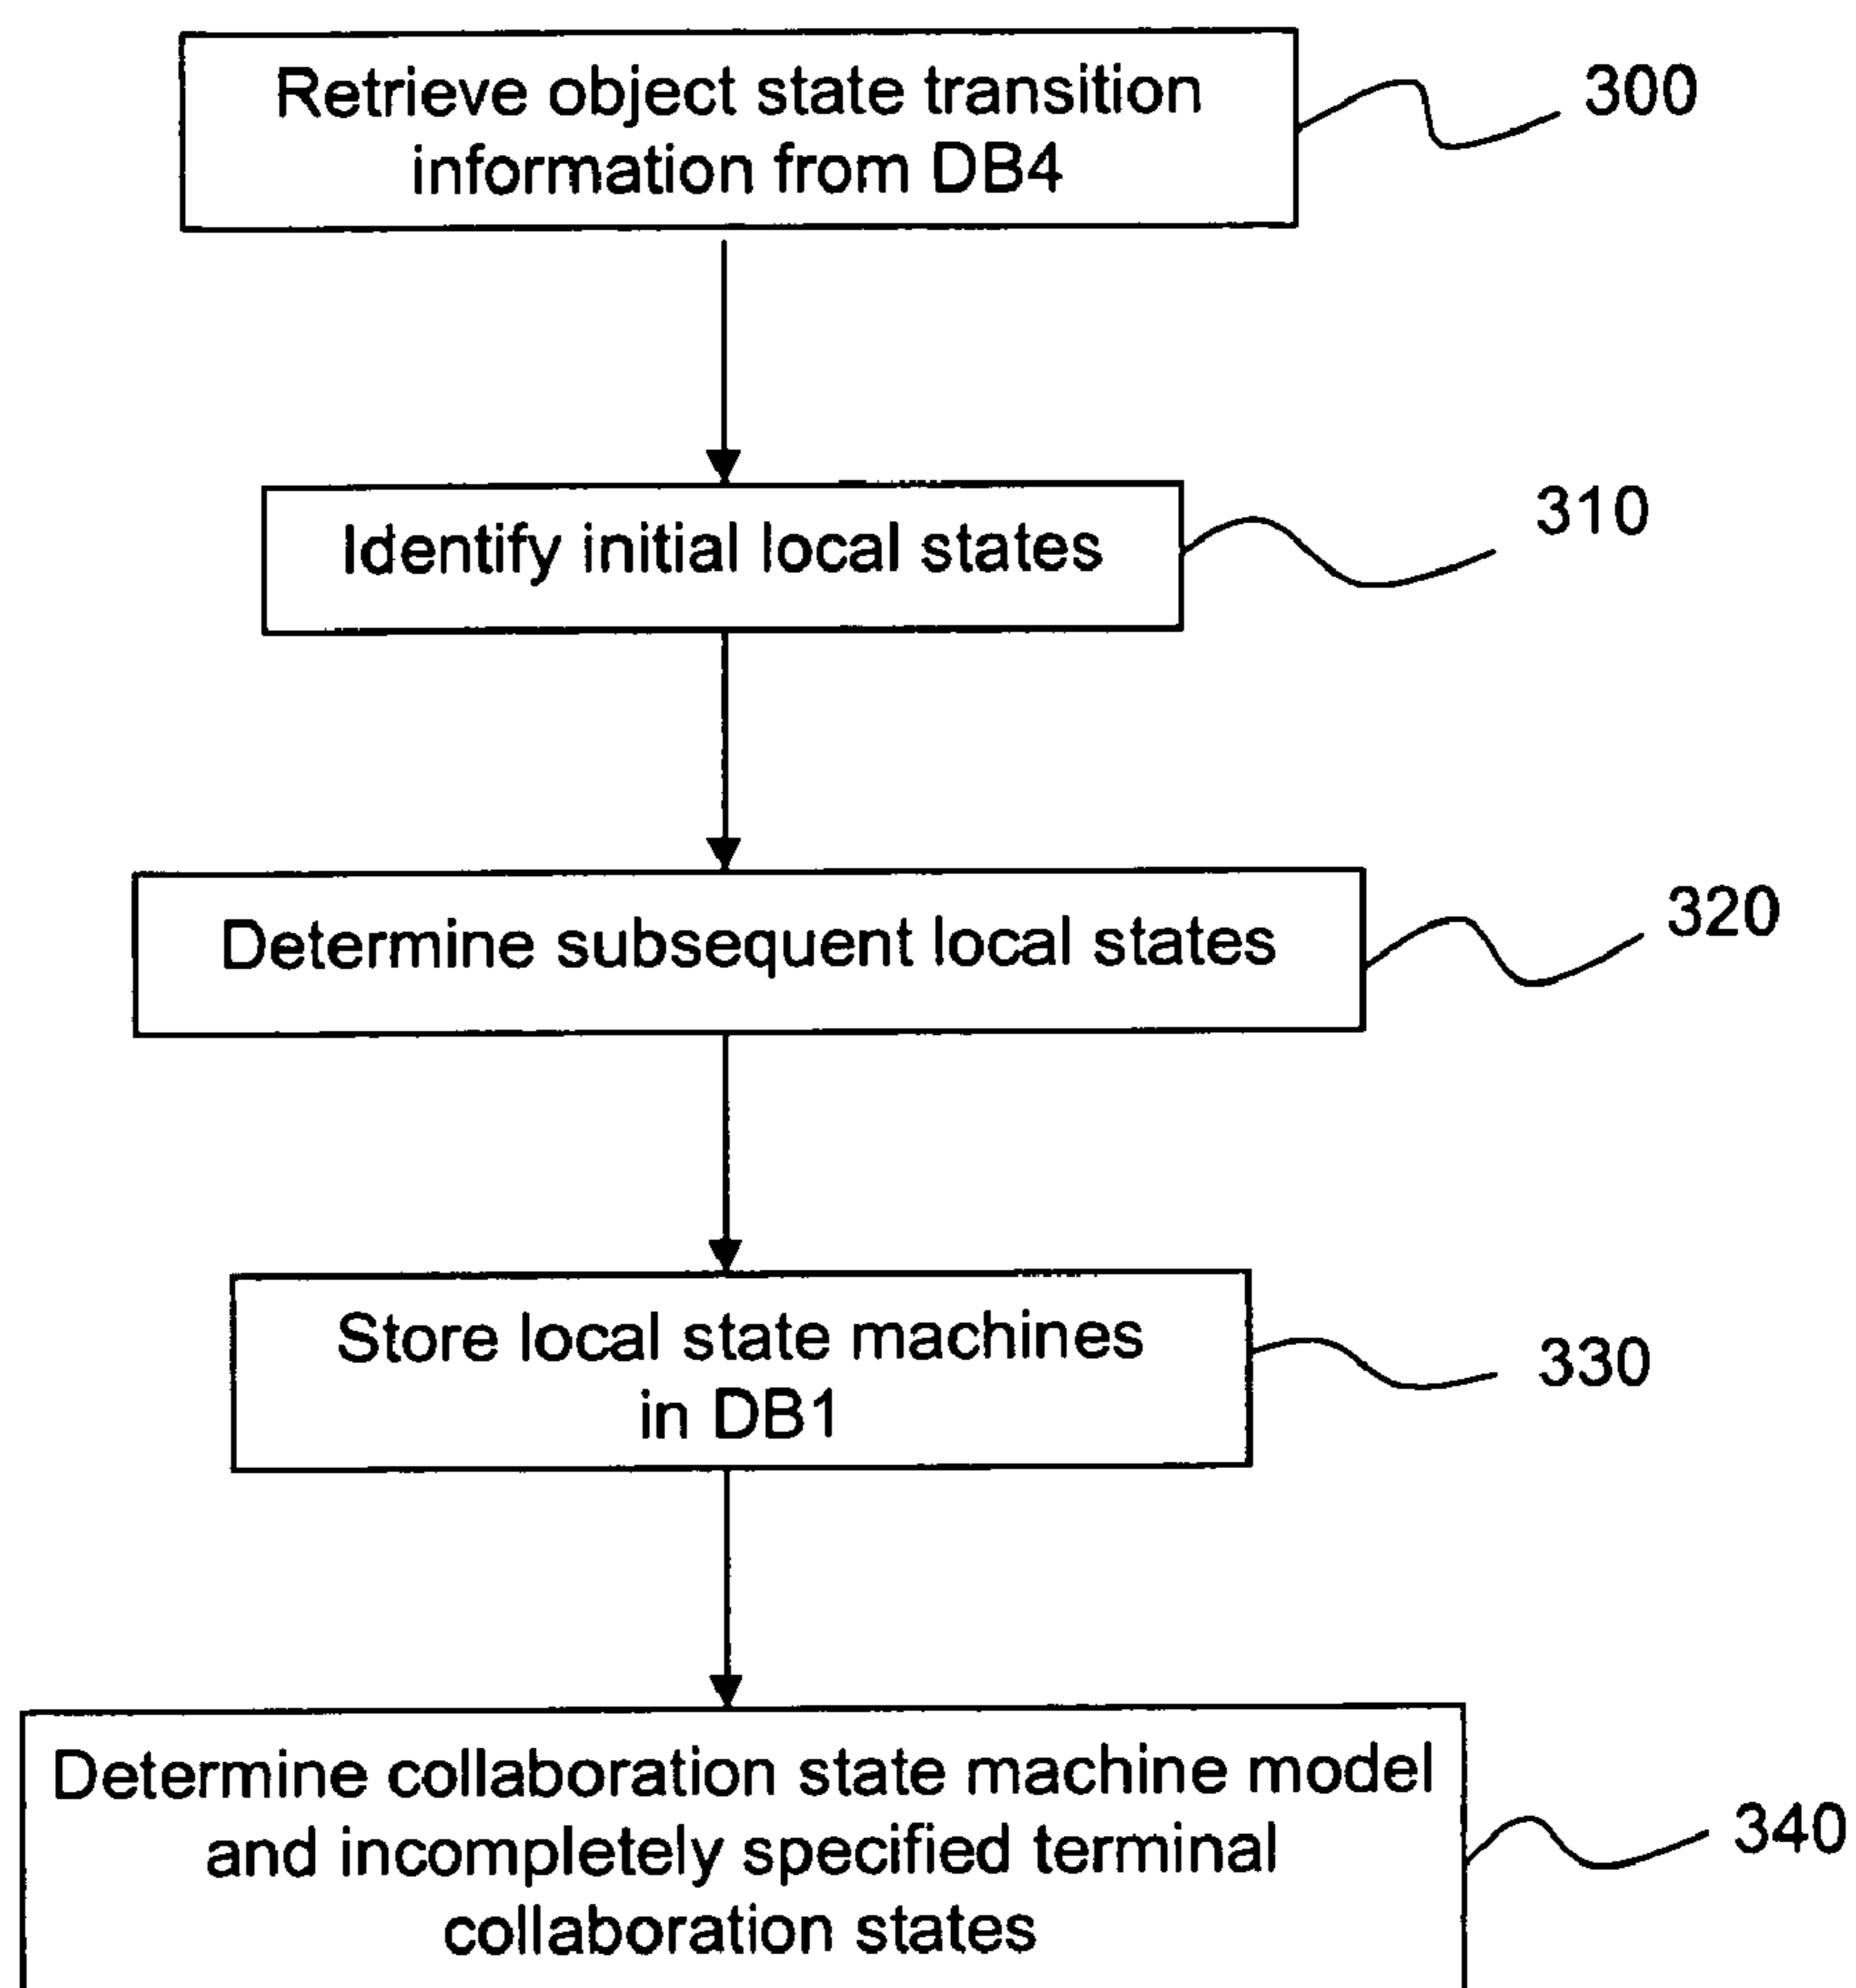 Retrieve object state transition
information from DB4
300
Identify initial local states
310
Determine subsequent local states
320
Store local state machines
in DB1
330
Determine collaboration state machine model
and incompletely specified terminal
collaboration states
340